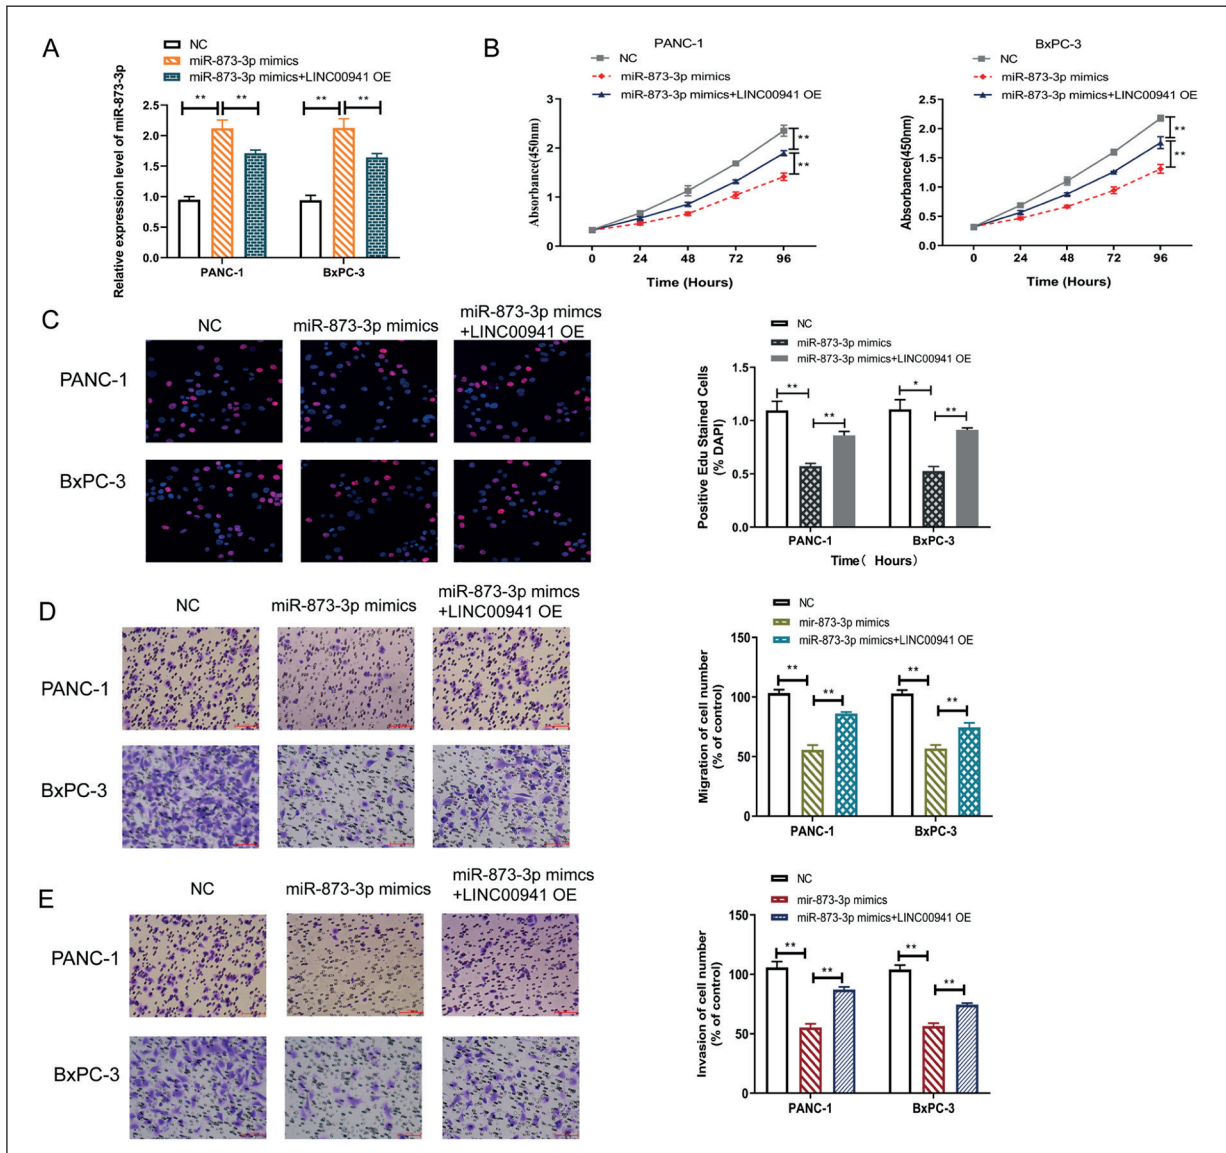 A
NC
miR-873-3p mimics
miR-873-3p mimics+LINC00941 OE
Relative expression level of miR-873-3p
2.5
2.0
1.5
1.0
0.5
0.0
** ** ** **
PANC-1 BxPC-3
B
PANC-1
NC
miR-873-3p mimics
miR-873-3p mimics+LINC00941 OE
Absorbance(450nm)
3
2
1
0
**
**
0 24 48 72 96
Time (Hours)
BxPC-3
NC
miR-873-3p mimics
miR-873-3p mimics+LINC00941 OE
Absorbance(450nm)
2.5
2.0
1.5
1.0
0.5
0.0
**
**
0 24 48 72 96
Time (Hours)
C
NC miR-873-3p mimics miR-873-3p mimcs
+LINC00941 OE
PANC-1
BxPC-3
NC
miR-873-3p mimics
miR-873-3p mimics+LINC00941 OE
Positive Edu Stained Cells
(% DAPI)
1.5
1.0
0.5
0.0
** ** * **
PANC-1 BxPC-3
Time( Hours)
D
NC miR-873-3p mimics miR-873-3p mimcs
+LINC00941 OE
PANC-1
BxPC-3
NC
mir-873-3p mimics
miR-873-3p mimics+LINC00941 OE
Migration of cell number
(% of control)
150
100
50
0
** ** ** **
PANC-1 BxPC-3
E
NC miR-873-3p mimics miR-873-3p mimcs
+LINC00941 OE
PANC-1
BxPC-3
NC
mir-873-3p mimics
miR-873-3p mimics+LINC00941 OE
Invasion of cell number
(% of control)
150
100
50
0
** ** ** **
PANC-1 BxPC-3